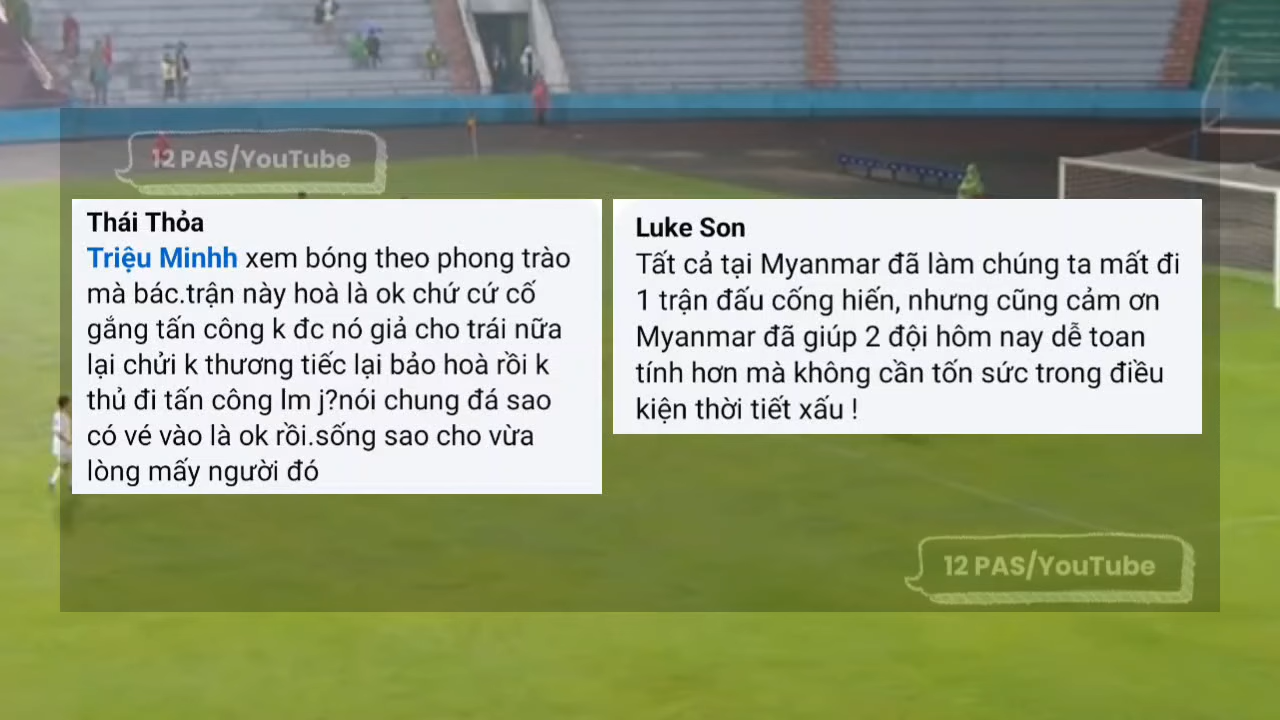 12 PAS/YouTube
Thái Thỏa
Triệu Minhh xem bóng theo phong trào
mà bác.trận này hoà là ok chứ cứ cố
gắng tấn công k đc nó giả cho trái nữa
lại chửi k thương tiếc lại bảo hoà rồi k
thủ đi tấn công lm j?nói chung đá sao
có vé vào là ok rồi.sống sao cho vừa
lòng mấy người đó
Luke Son
Tất cả tại Myanmar đã làm chúng ta mất đi
1 trận đấu cống hiến, nhưng cũng cảm ơn
Myanmar đã giúp 2 đội hôm nay dễ toan
tính hơn mà không cần tốn sức trong điều
kiện thời tiết xấu !
12 PAS/YouTube